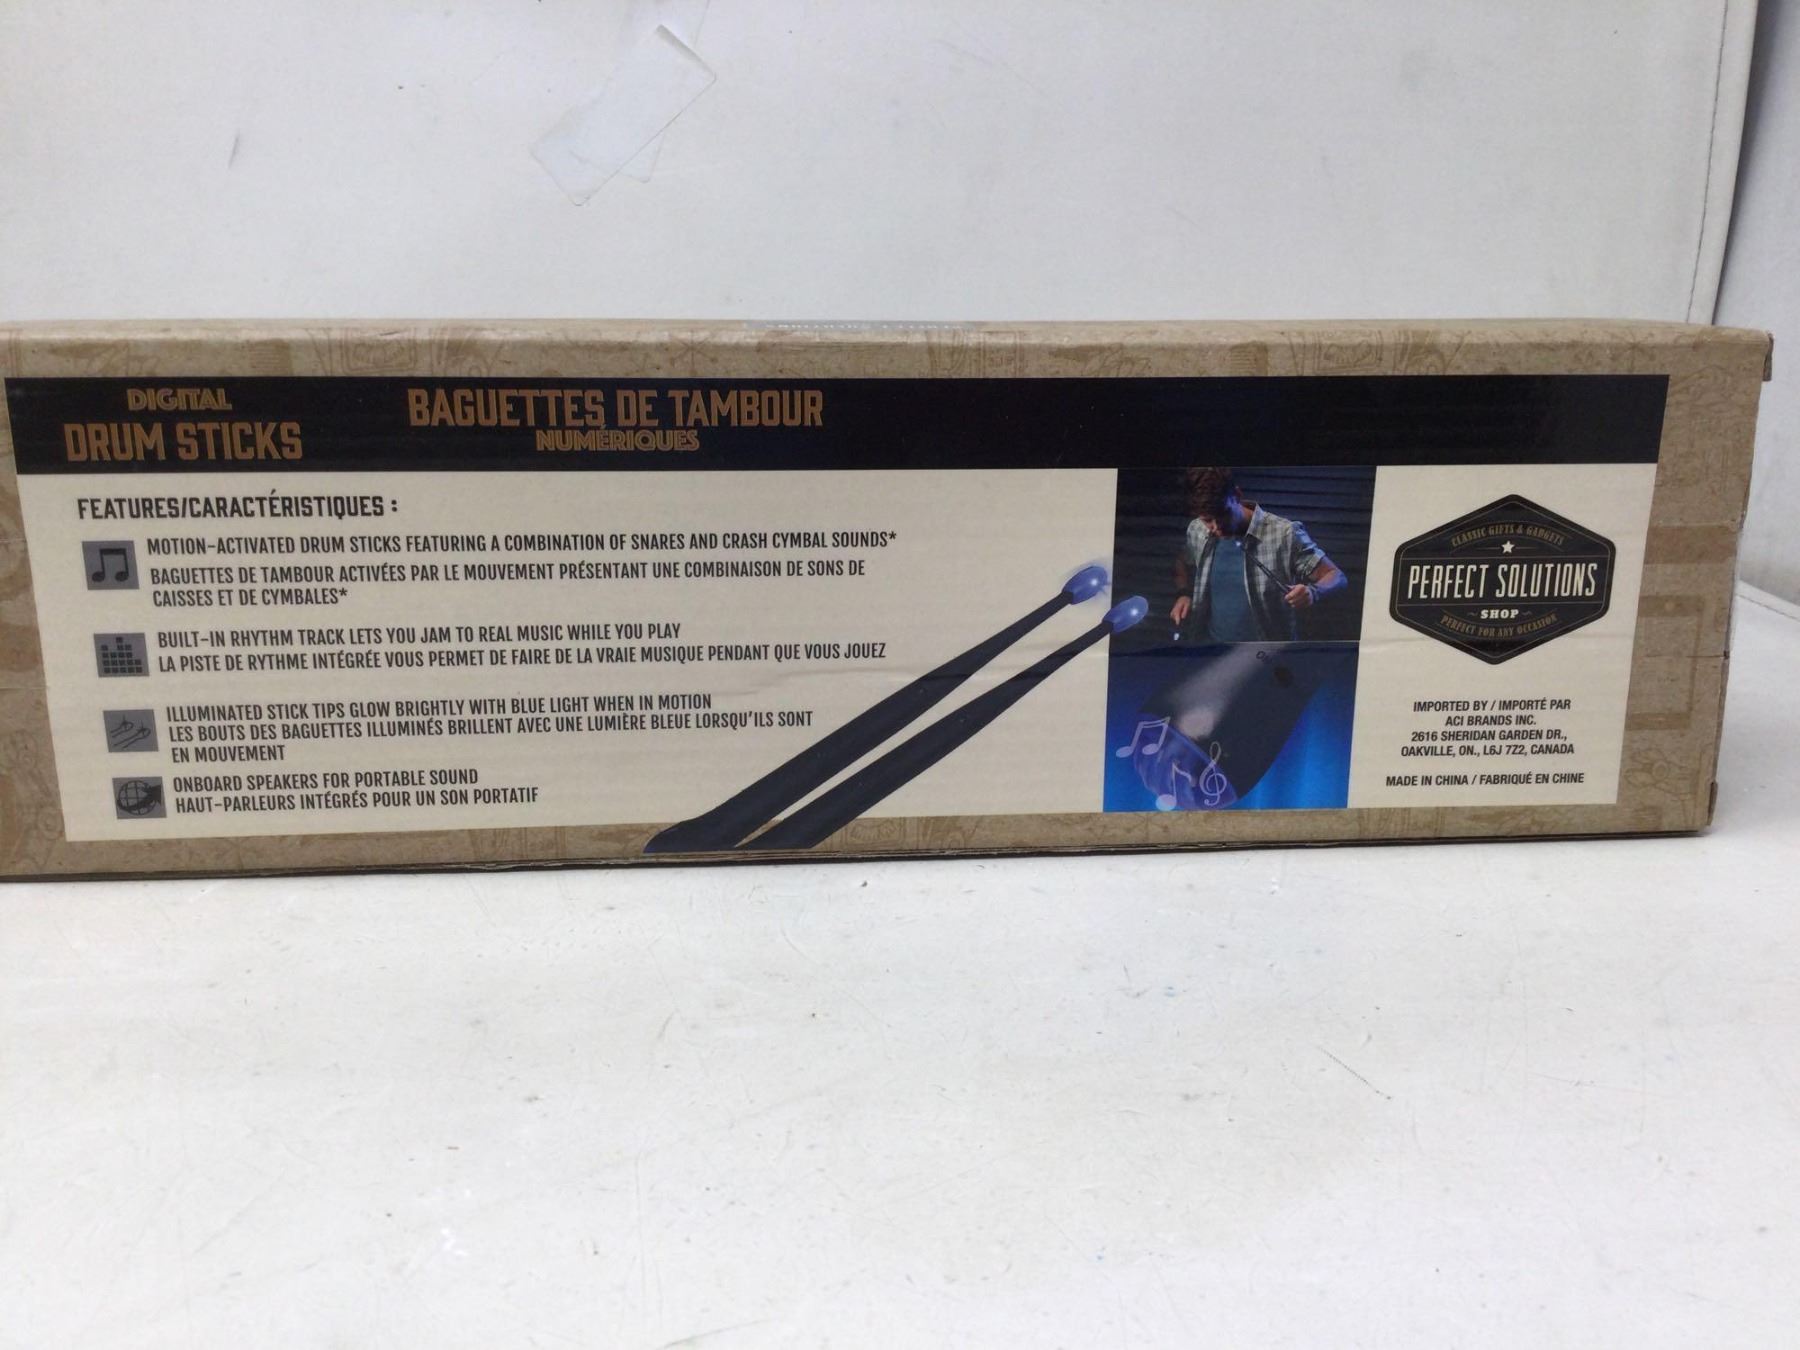 DIGITAL
DRUM STICKS
BAGUETTES DE TAMBOUR
NUMÉRIQUES
FEATURES/CARACTÉRISTIQUES :
MOTION-ACTIVATED DRUM STICKS FEATURING A COMBINATION OF SNARES AND CRASH CYMBAL SOUNDS*
BAGUETTES DE TAMBOUR ACTIVÉES PAR LE MOUVEMENT PRÉSENTANT UNE COMBINAISON DE SONS DE
CAISSES ET DE CYMBALES*
BUILT-IN RHYTHM TRACK LETS YOU JAM TO REAL MUSIC WHILE YOU PLAY
LA PISTE DE RYTHME INTÉGRÉE VOUS PERMET DE FAIRE DE LA VRAIE MUSIQUE PENDANT QUE VOUS JOUEZ
ILLUMINATED STICK TIPS GLOW BRIGHTLY WITH BLUE LIGHT WHEN IN MOTION
LES BOUTS DES BAGUETTES ILLUMINÉS BRILLENT AVEC UNE LUMIÈRE BLEUE LORSQU'ILS SONT
EN MOUVEMENT
ONBOARD SPEAKERS FOR PORTABLE SOUND
HAUT-PARLEURS INTÉGRÉS POUR UN SON PORTATIF
CLASSIC GIFTS & GADGETS
PERFECT SOLUTIONS
SHOP
PERFECT FOR ANY OCCASION
IMPORTED BY / IMPORTÉ PAR
ACI BRANDS INC.
2616 SHERIDAN GARDEN DR.,
OAKVILLE, ON., L6J 7Z2, CANADA
MADE IN CHINA / FABRIQUÉ EN CHINE